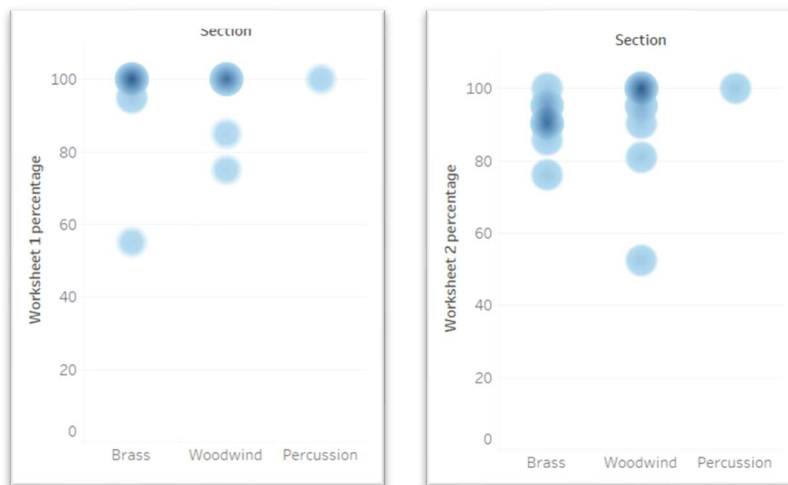 Section
100
80
60
40
20
0
Worksheet 1 percentage
Brass Woodwind Percussion
Section
100
80
60
40
20
0
Worksheet 2 percentage
Brass Woodwind Percussion